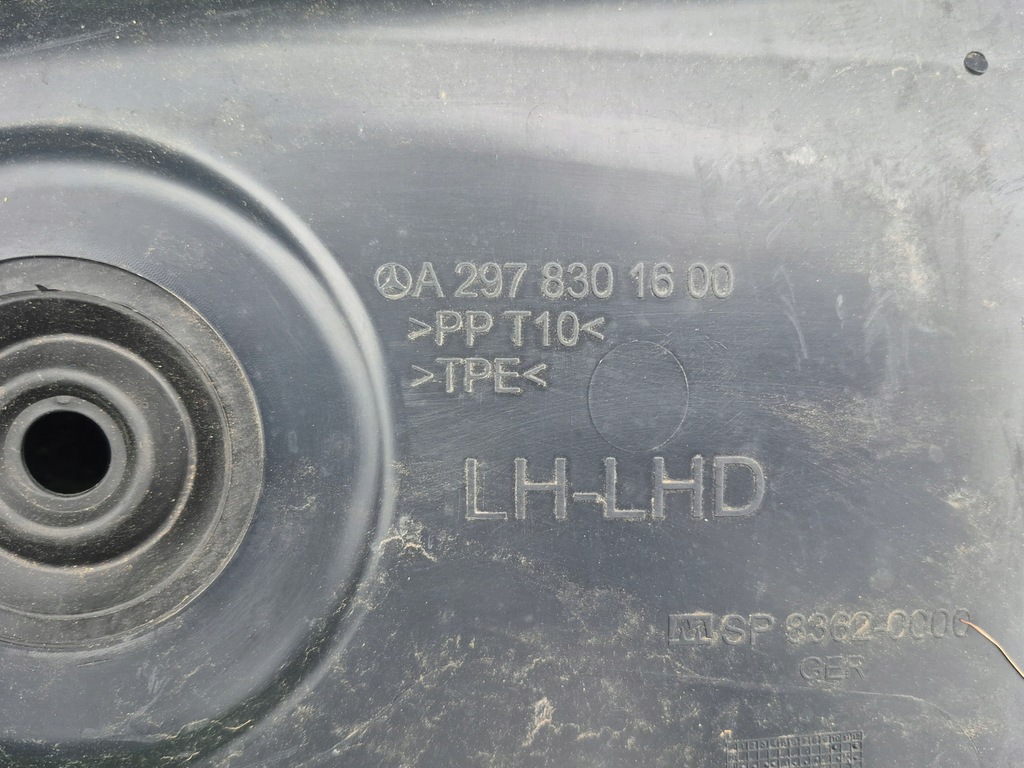 A 297 830 16 00
>PP T10<
>TPE<
LH-LHD
M SP 8362-0000
GER